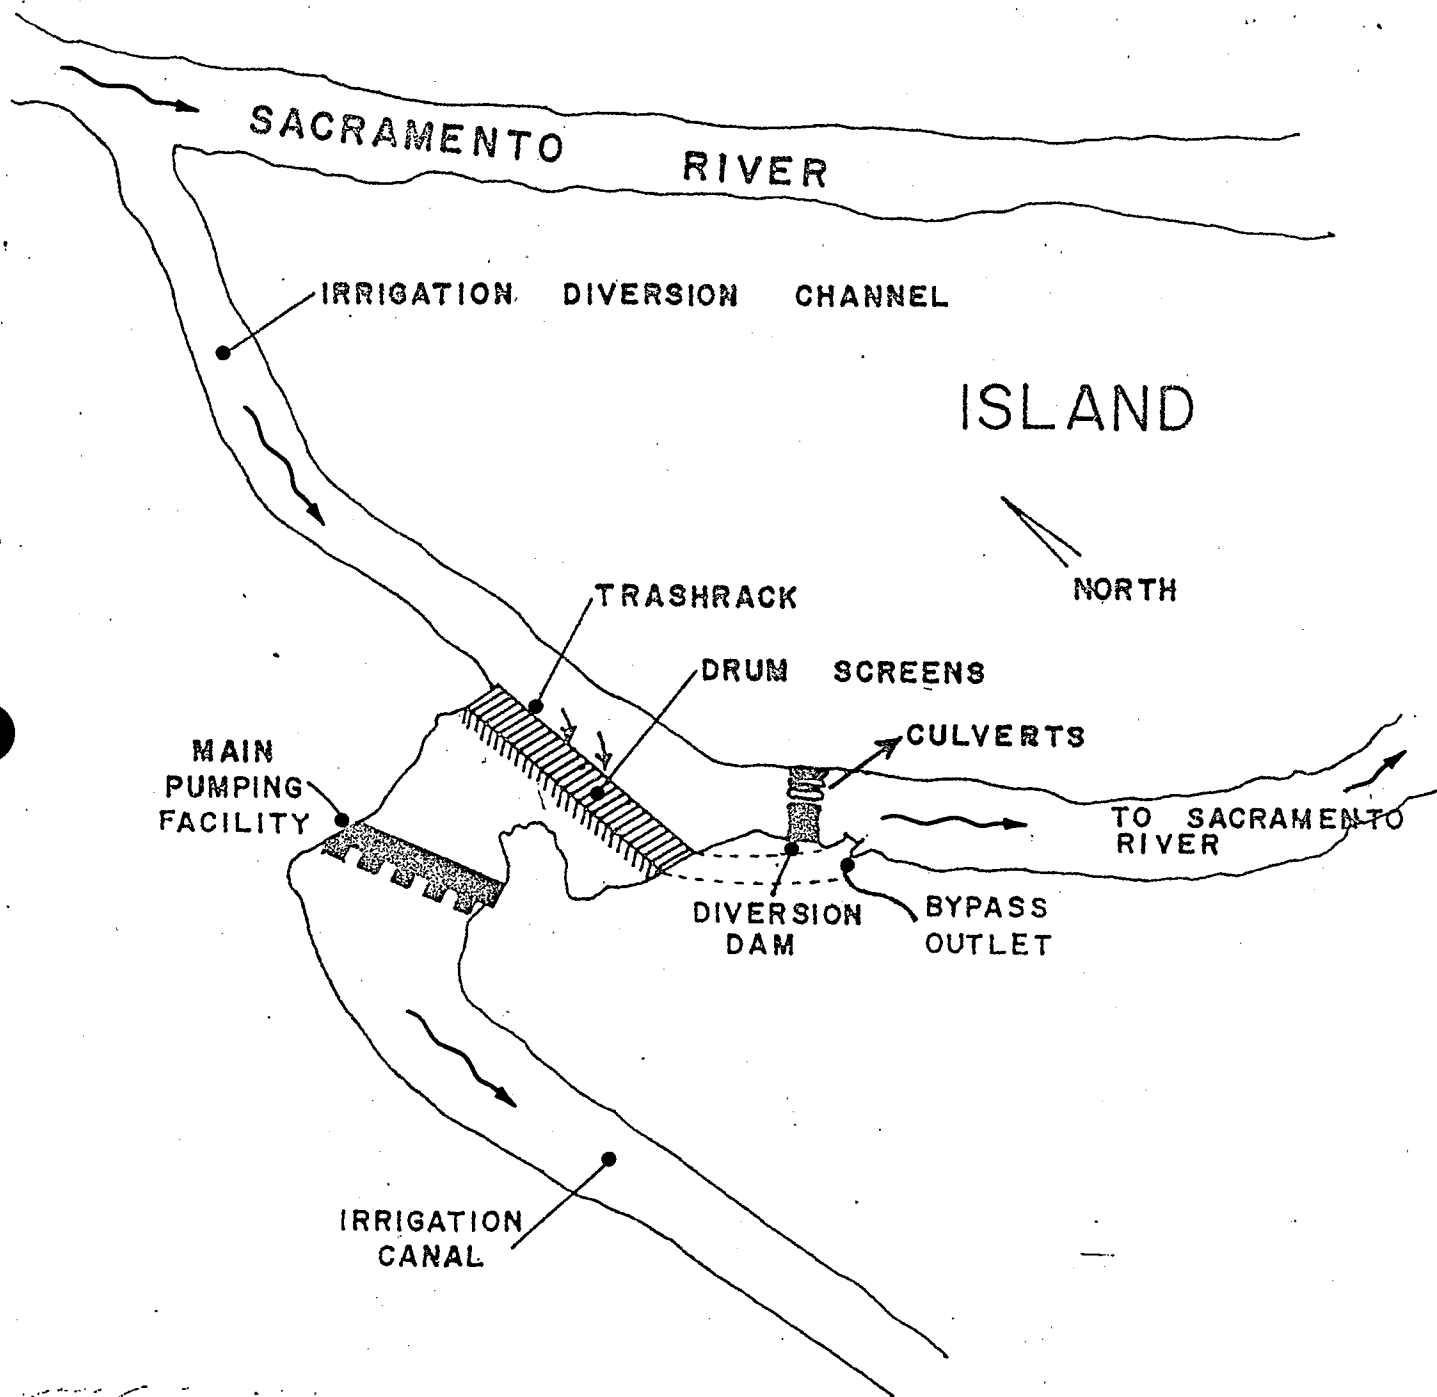 SACRAMENTO RIVER
IRRIGATION DIVERSION CHANNEL
ISLAND
NORTH
TRASHRACK
DRUM SCREENS
CULVERTS
MAIN
PUMPING
FACILITY
TO SACRAMENTO
RIVER
DIVERSION
DAM
BYPASS
OUTLET
IRRIGATION
CANAL